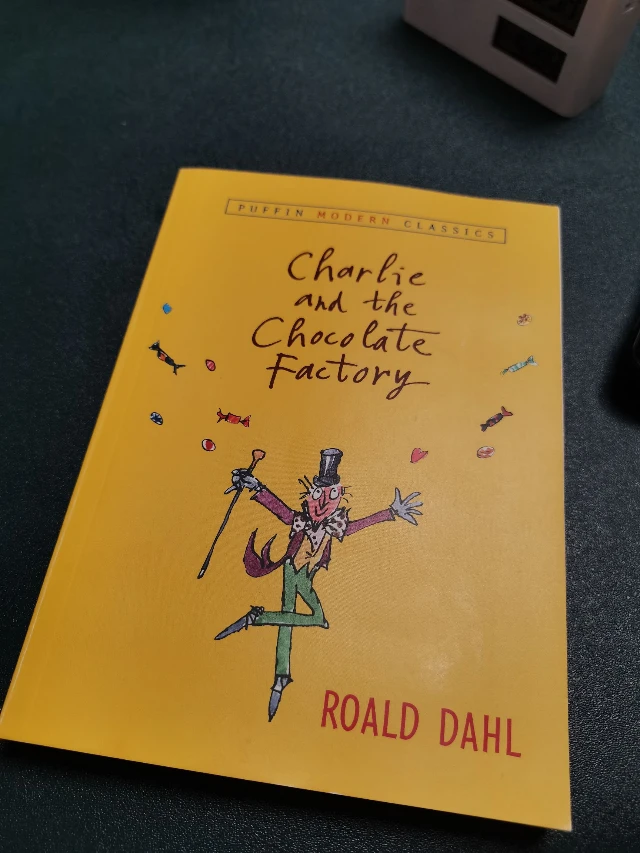 PUFFIN MODERN CLASSICS
Charlie
and the
Chocolate
Factory
ROALD DAHL